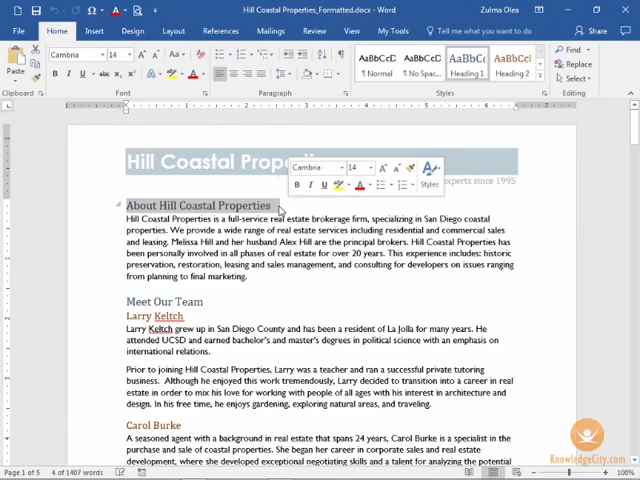 Hill Coastal Properties_Formatted.docx - Word
Zulma Olea
File Home Insert Design Layout References Mailings Review View My Tools Tell me Share
Paste
Cambria 14
AaBbCcD AaBbCcD AaBbCcD AaBbCcD
¶ Normal ¶ No Spac... Heading 1 Heading 2
Find
Replace
Select
Clipboard Font Paragraph Styles Editing
Hill Coastal
Cambria 14
Styles
experts since 1995
About Hill Coastal Properties
Hill Coastal Properties is a full-service real estate brokerage firm, specializing in San Diego coastal
properties. We provide a wide range of real estate services including residential and commercial sales
and leasing. Melissa Hill and her husband Alex Hill are the principal brokers. Hill Coastal Properties has
been personally involved in all phases of real estate for over 20 years. This experience includes: historic
preservation, restoration, leasing and sales management, and consulting for developers on issues ranging
from planning to final marketing.
Meet Our Team
Larry Keltch
Larry Keltch grew up in San Diego County and has been a resident of La Jolla for many years. He
attended UCSD and earned bachelor's and master's degrees in political science with an emphasis on
international relations.
Prior to joining Hill Coastal Properties, Larry was a teacher and ran a successful private tutoring
business. Although he enjoyed this work tremendously, Larry decided to transition into a career in real
estate in order to mix his love for working with people of all ages with his interest in architecture and
design. In his free time, he enjoys gardening, exploring natural areas, and traveling.
Carol Burke
A seasoned agent with a background in real estate that spans 24 years, Carol Burke is a specialist in the
purchase and sale of coastal properties. She began her career in corporate sales and real estate
development, where she developed exceptional negotiating skills and a talent for analyzing the potential
KnowledgeCity.com
Page 1 of 5 4 of 1407 words 100%